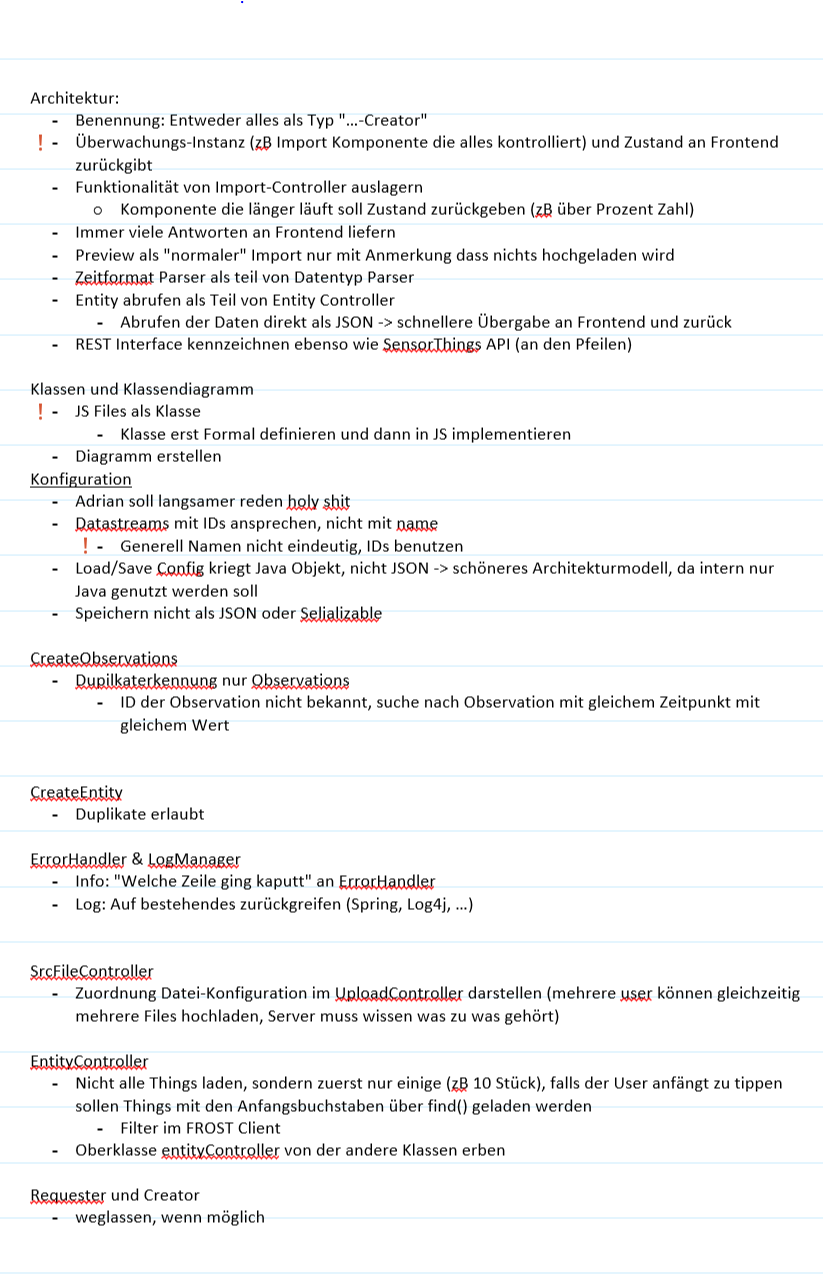 Architektur:
- Benennung: Entweder alles als Typ "...-Creator"
! - Überwachungs-Instanz (zB Import Komponente die alles kontrolliert) und Zustand an Frontend
zurückgibt
- Funktionalität von Import-Controller auslagern
o Komponente die länger läuft soll Zustand zurückgeben (zB über Prozent Zahl)
- Immer viele Antworten an Frontend liefern
- Preview als "normaler" Import nur mit Anmerkung dass nichts hochgeladen wird
- Zeitformat Parser als teil von Datentyp Parser
- Entity abrufen als Teil von Entity Controller
- Abrufen der Daten direkt als JSON -> schnellere Übergabe an Frontend und zurück
- REST Interface kennzeichnen ebenso wie SensorThings API (an den Pfeilen)
Klassen und Klassendiagramm
! - JS Files als Klasse
- Klasse erst Formal definieren und dann in JS implementieren
- Diagramm erstellen
Konfiguration
- Adrian soll langsamer reden holy shit
- Datastreams mit IDs ansprechen, nicht mit name
! - Generell Namen nicht eindeutig, IDs benutzen
- Load/Save Config kriegt Java Objekt, nicht JSON -> schöneres Architekturmodell, da intern nur
Java genutzt werden soll
- Speichern nicht als JSON oder Selializable
CreateObservations
- Dupilkaterkennung nur Observations
- ID der Observation nicht bekannt, suche nach Observation mit gleichem Zeitpunkt mit
gleichem Wert
CreateEntity
- Duplikate erlaubt
ErrorHandler & LogManager
- Info: "Welche Zeile ging kaputt" an ErrorHandler
- Log: Auf bestehendes zurückgreifen (Spring, Log4j, ...)
SrcFileController
- Zuordnung Datei-Konfiguration im UploadController darstellen (mehrere user können gleichzeitig
mehrere Files hochladen, Server muss wissen was zu was gehört)
EntityController
- Nicht alle Things laden, sondern zuerst nur einige (zB 10 Stück), falls der User anfängt zu tippen
sollen Things mit den Anfangsbuchstaben über find() geladen werden
- Filter im FROST Client
- Oberklasse entityController von der andere Klassen erben
Requester und Creator
- weglassen, wenn möglich